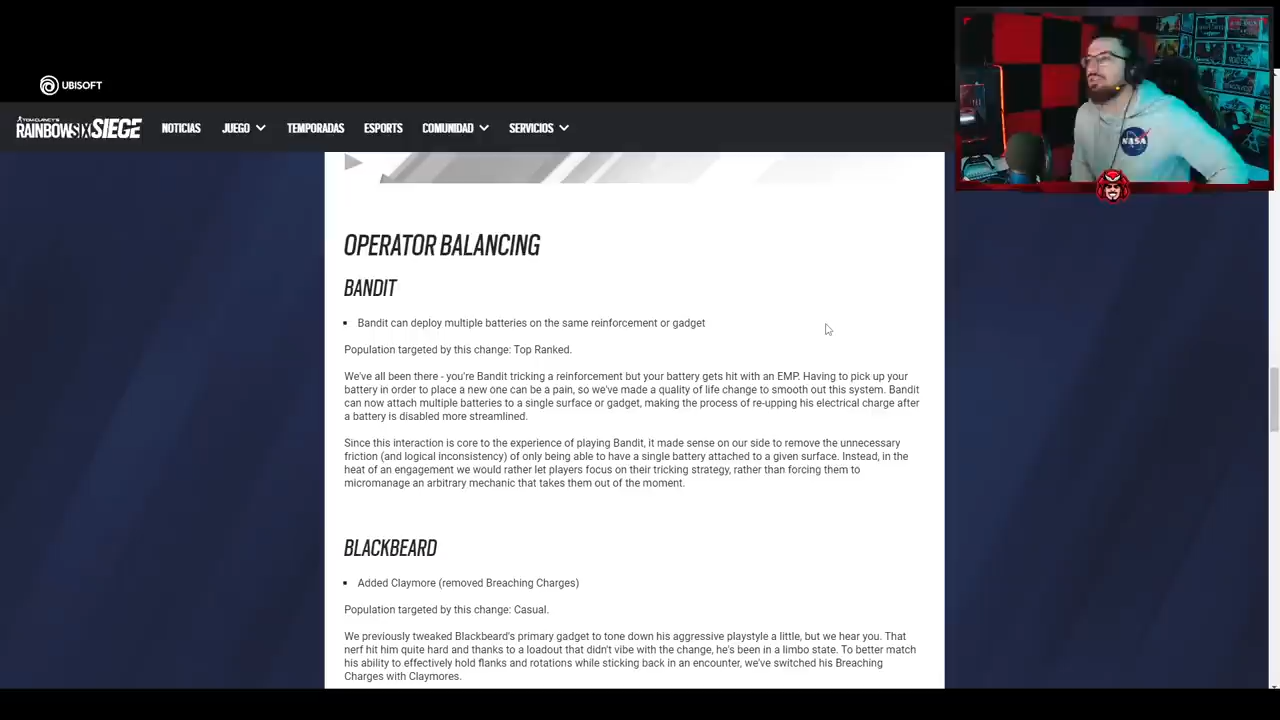 UBISOFT
TOM CLANCY'S
RAINBOWSIXSIEGE
NOTICIAS
JUEGO
TEMPORADAS
ESPORTS
COMUNIDAD
SERVICIOS
NASA
OPERATOR BALANCING
BANDIT
Bandit can deploy multiple batteries on the same reinforcement or gadget
Population targeted by this change: Top Ranked.
We've all been there - you're Bandit tricking a reinforcement but your battery gets hit with an EMP. Having to pick up your
battery in order to place a new one can be a pain, so we've made a quality of life change to smooth out this system. Bandit
can now attach multiple batteries to a single surface or gadget, making the process of re-upping his electrical charge after
a battery is disabled more streamlined.
Since this interaction is core to the experience of playing Bandit, it made sense on our side to remove the unnecessary
friction (and logical inconsistency) of only being able to have a single battery attached to a given surface. Instead, in the
heat of an engagement we would rather let players focus on their tricking strategy, rather than forcing them to
micromanage an arbitrary mechanic that takes them out of the moment.
BLACKBEARD
Added Claymore (removed Breaching Charges)
Population targeted by this change: Casual.
We previously tweaked Blackbeard's primary gadget to tone down his aggressive playstyle a little, but we hear you. That
nerf hit him quite hard and thanks to a loadout that didn't vibe with the change, he's been in a limbo state. To better match
his ability to effectively hold flanks and rotations while sticking back in an encounter, we've switched his Breaching
Charges with Claymores.